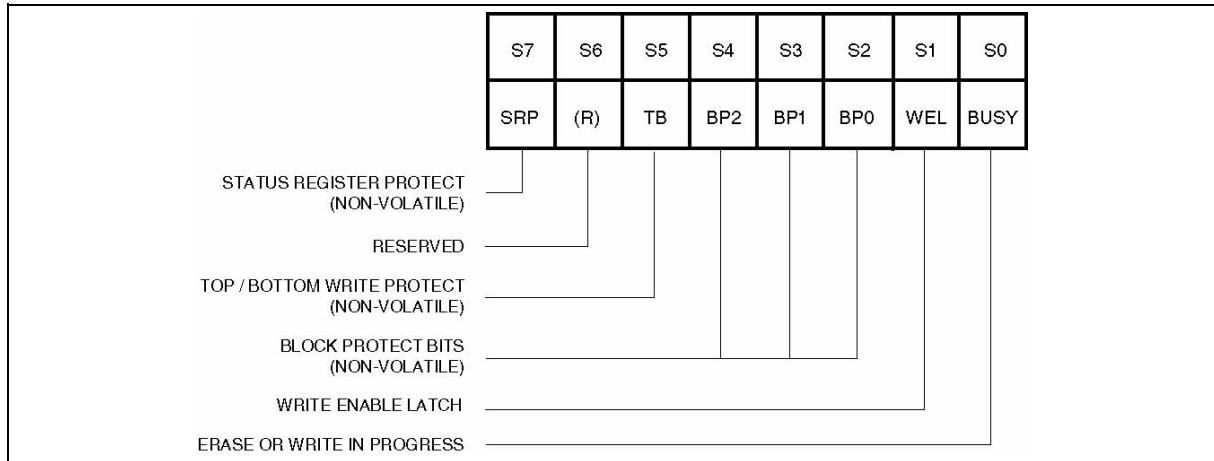 S7 S6 S5 S4 S3 S2 S1 S0
SRP (R) TB BP2 BP1 BP0 WEL BUSY
STATUS REGISTER PROTECT
(NON-VOLATILE)
RESERVED
TOP / BOTTOM WRITE PROTECT
(NON-VOLATILE)
BLOCK PROTECT BITS
(NON-VOLATILE)
WRITE ENABLE LATCH
ERASE OR WRITE IN PROGRESS